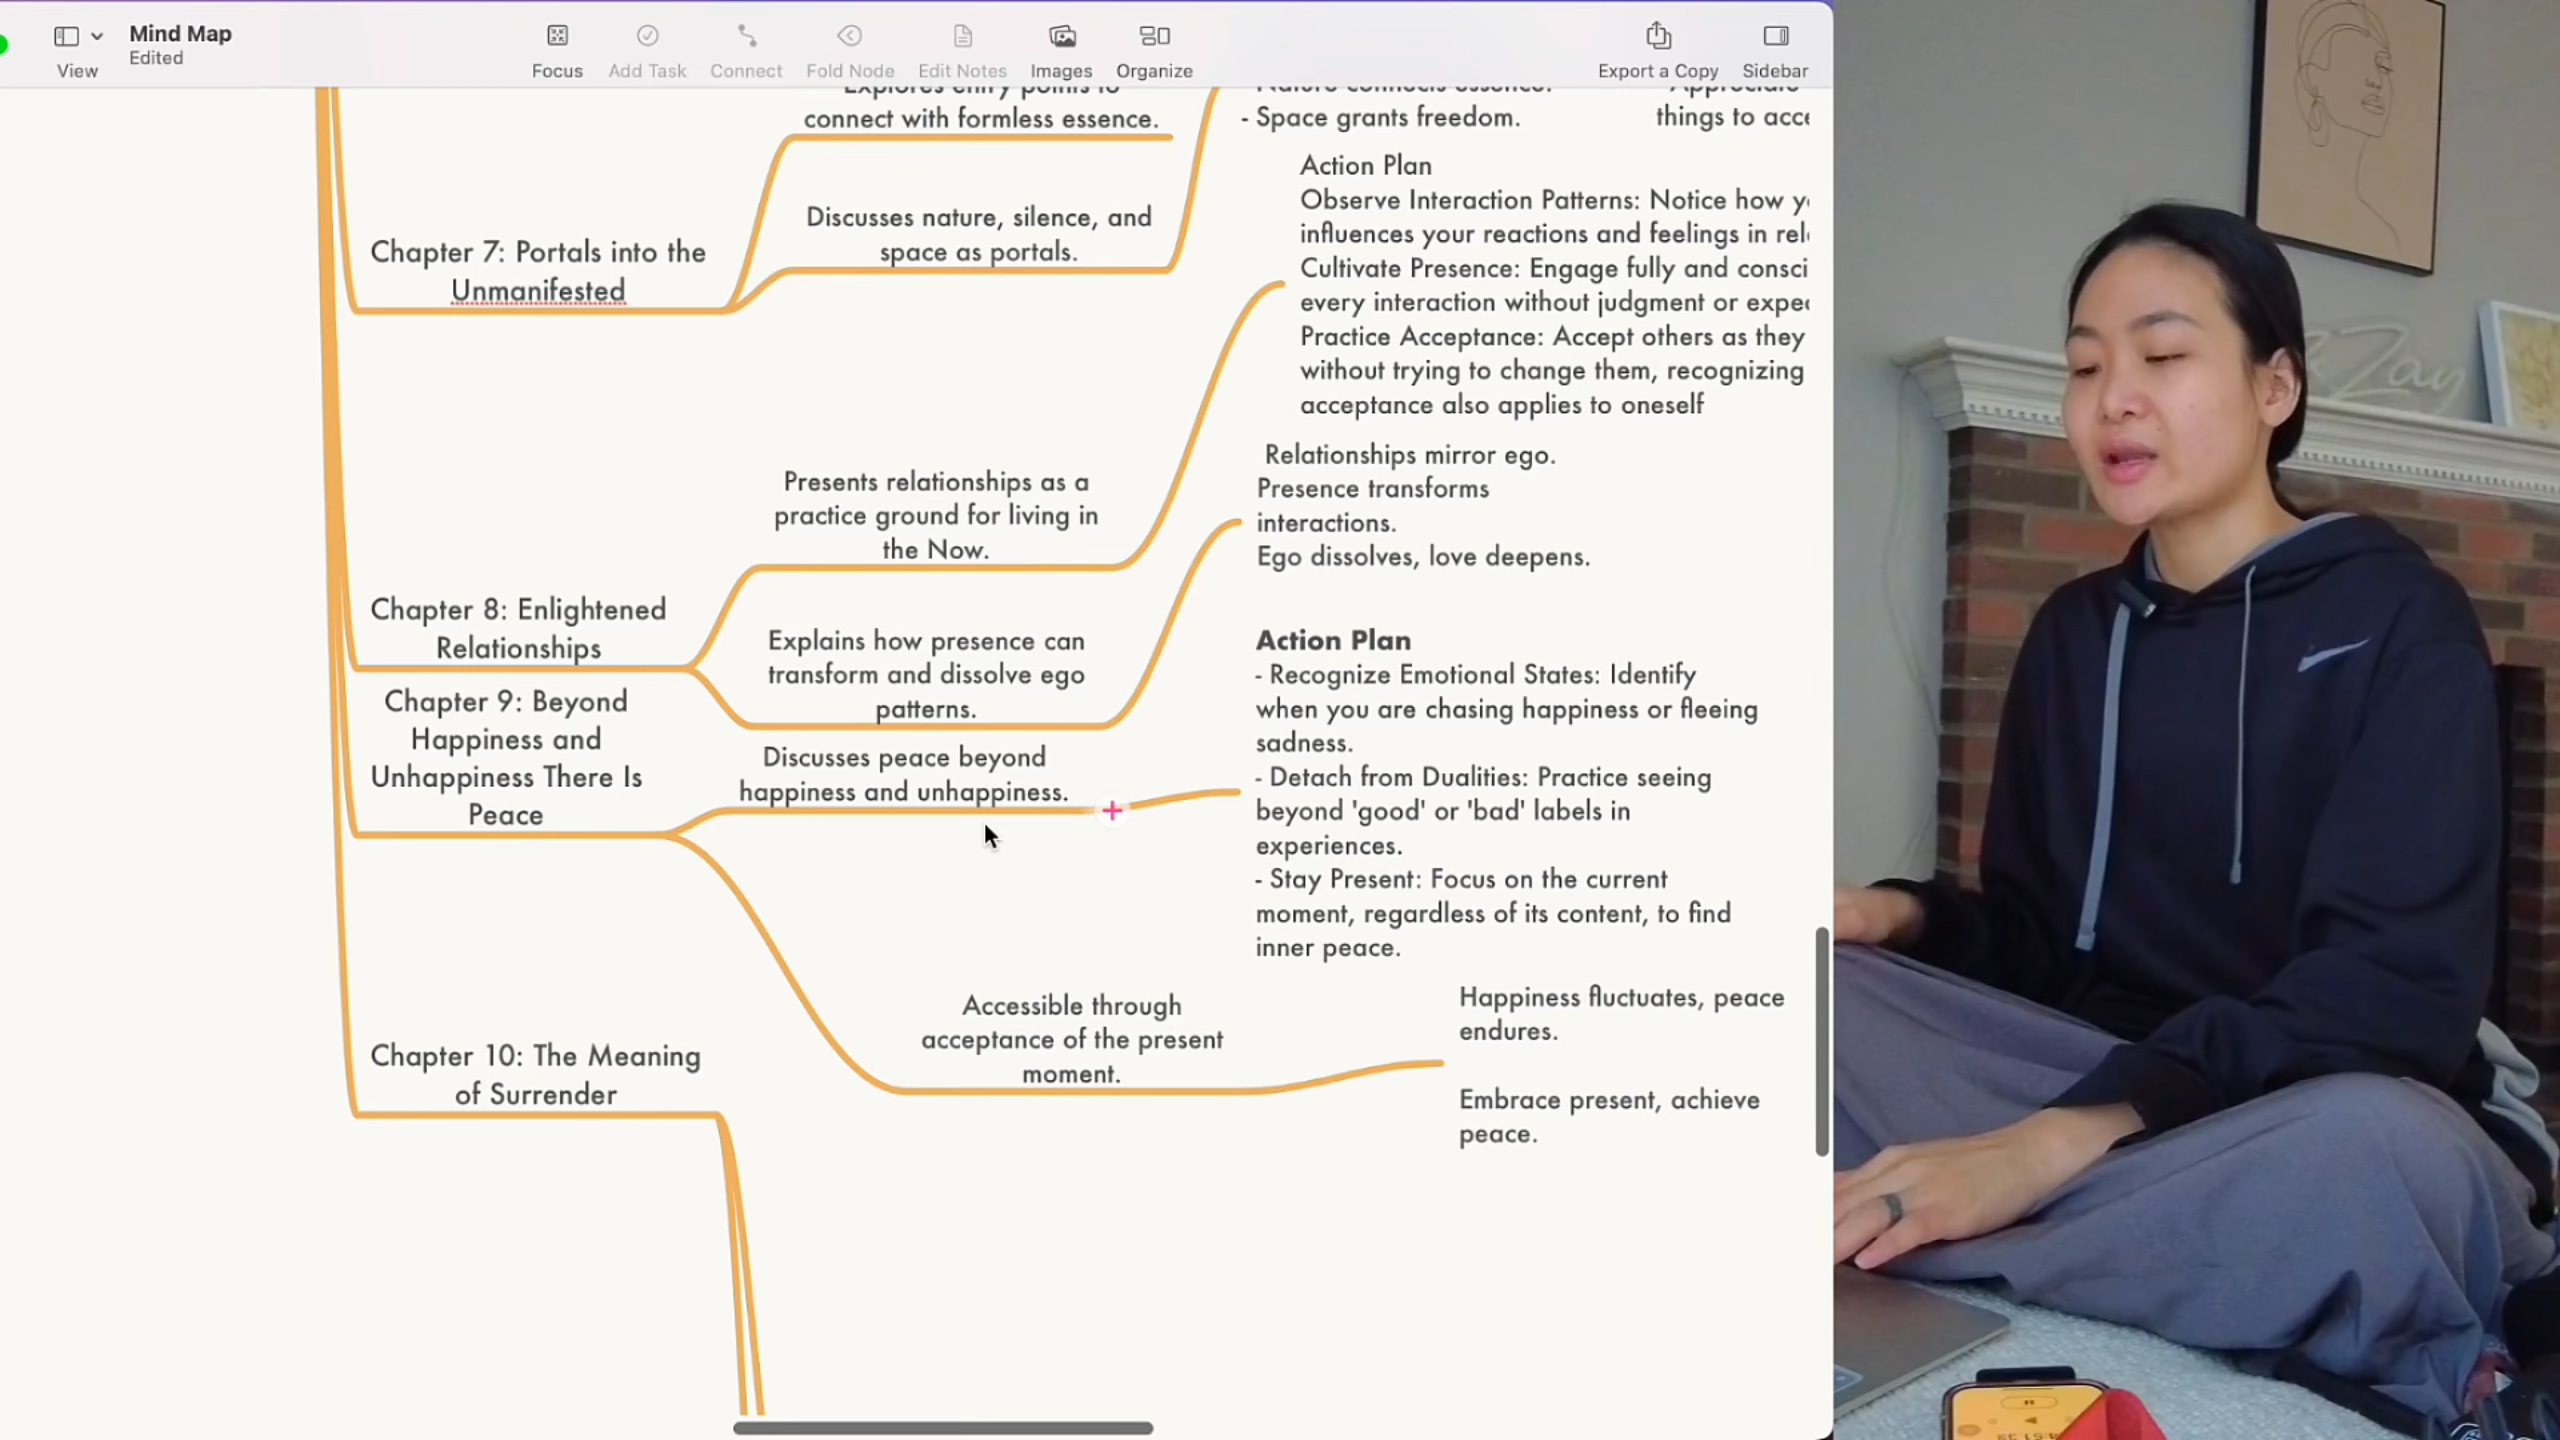 Mind Map
Edited
View
Focus
Add Task
Connect
Fold Node
Edit Notes
Images
Organize
Export a Copy
Sidebar
connect with formless essence.
- Space grants freedom.
things to acce
Discusses nature, silence, and
space as portals.
Chapter 7: Portals into the
Unmanifested
Action Plan
Observe Interaction Patterns: Notice how y
influences your reactions and feelings in rel
Cultivate Presence: Engage fully and consci
every interaction without judgment or expec
Practice Acceptance: Accept others as they
without trying to change them, recognizing
acceptance also applies to oneself
Presents relationships as a
practice ground for living in
the Now.
Relationships mirror ego.
Presence transforms
interactions.
Ego dissolves, love deepens.
Chapter 8: Enlightened
Relationships
Explains how presence can
transform and dissolve ego
patterns.
Chapter 9: Beyond
Happiness and
Unhappiness There Is
Peace
Discusses peace beyond
happiness and unhappiness.
Action Plan
- Recognize Emotional States: Identify
when you are chasing happiness or fleeing
sadness.
- Detach from Dualities: Practice seeing
beyond 'good' or 'bad' labels in
experiences.
- Stay Present: Focus on the current
moment, regardless of its content, to find
inner peace.
Accessible through
acceptance of the present
moment.
Happiness fluctuates, peace
endures.
Embrace present, achieve
peace.
Chapter 10: The Meaning
of Surrender